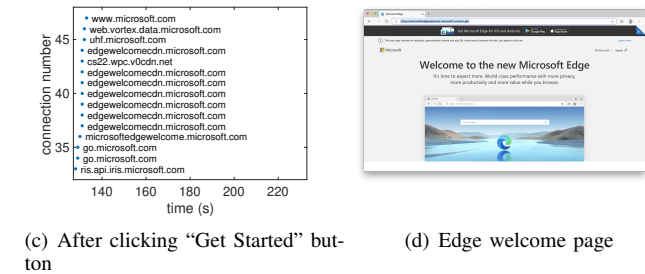 www.microsoft.com
web.vortex.data.microsoft.com
uhf.microsoft.com
edgewelcomecdn.microsoft.com
cs22.wpc.v0cdn.net
edgewelcomecdn.microsoft.com
edgewelcomecdn.microsoft.com
edgewelcomecdn.microsoft.com
edgewelcomecdn.microsoft.com
edgewelcomecdn.microsoft.com
edgewelcomecdn.microsoft.com
microsoftedgewelcome.microsoft.com
go.microsoft.com
go.microsoft.com
ris.api.iris.microsoft.com
45
40
35
connection number
140 160 180 200 220
time (s)
(c) After clicking “Get Started” but-
ton
Get Microsoft Edge for iOS and Android
Google Play
App Store
Microsoft
Welcome to the new Microsoft Edge
It's time to expect more. World-class performance with more privacy,
more productivity and more value while you browse.
(d) Edge welcome page